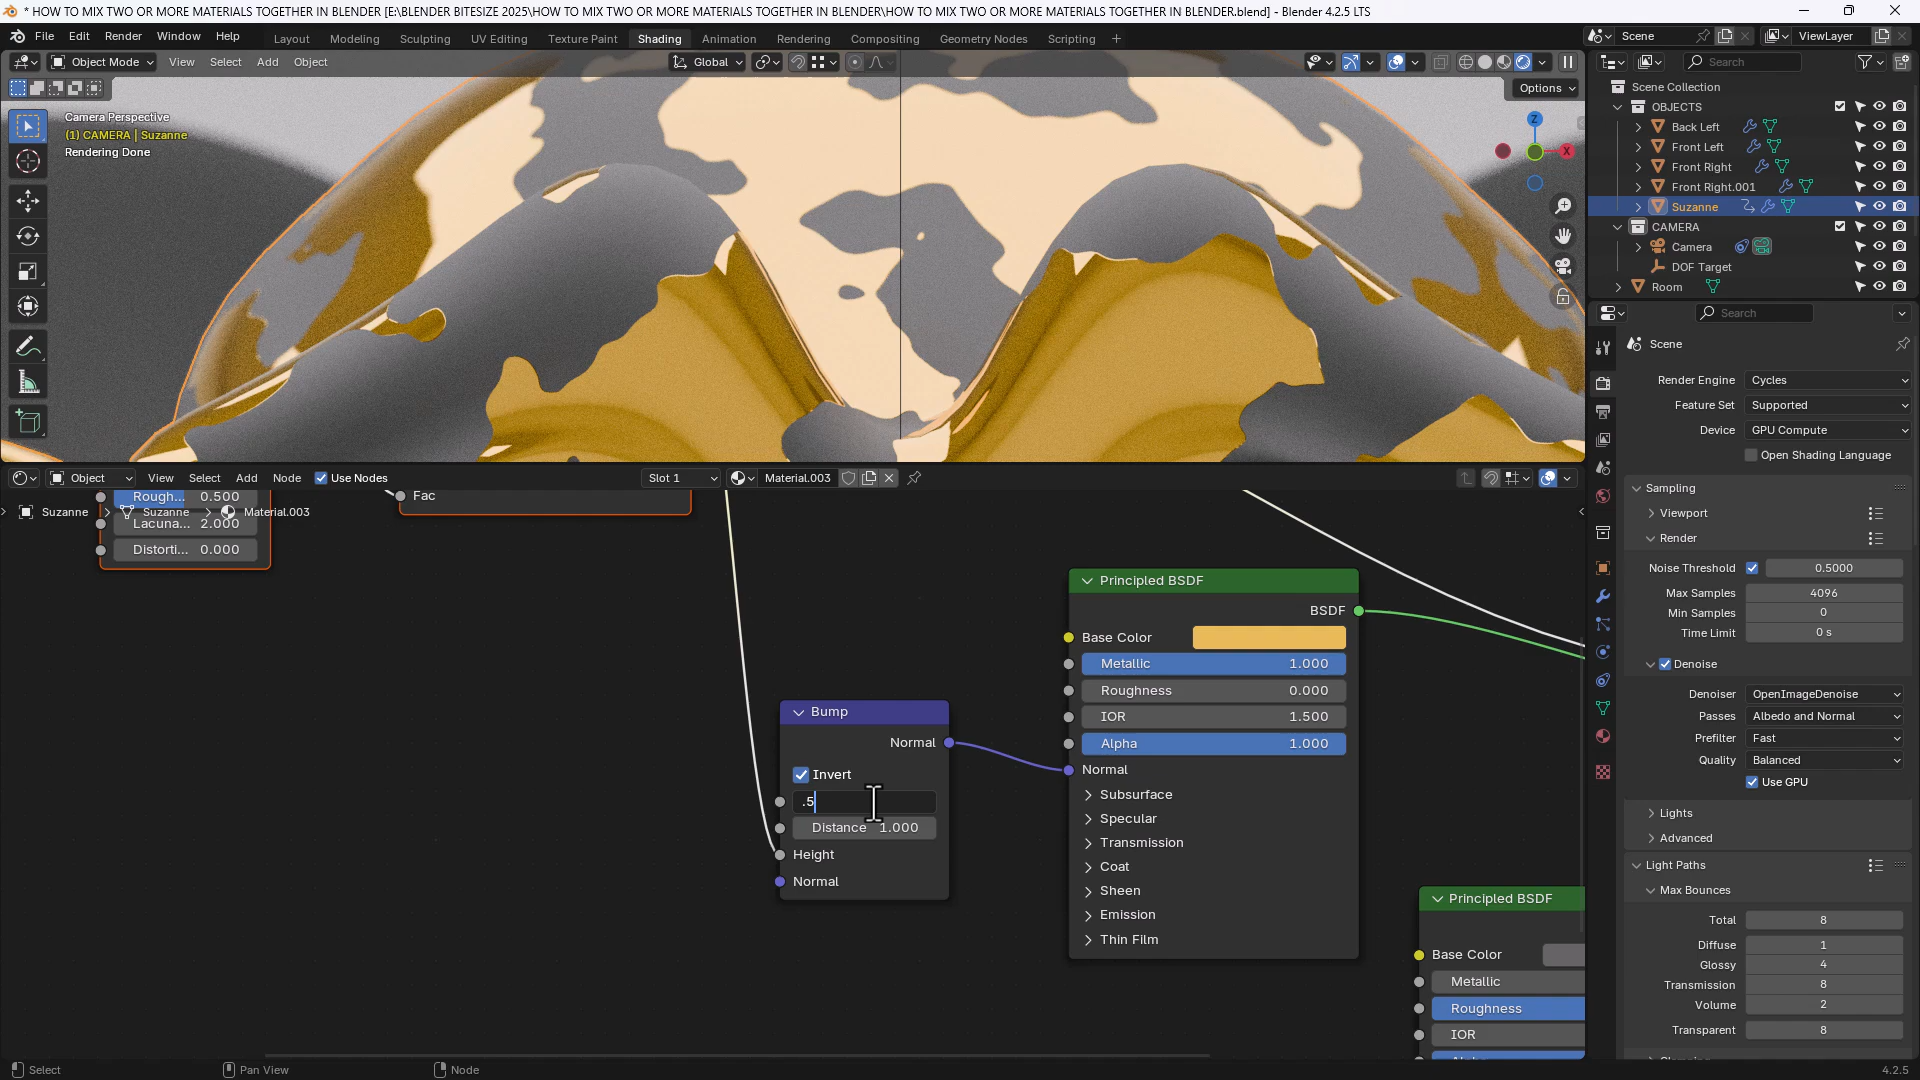 * HOW TO MIX TWO OR MORE MATERIALS TOGETHER IN BLENDER [E:\BLENDER BITESIZE 2025\HOW TO MIX TWO OR MORE MATERIALS TOGETHER IN BLENDER\HOW TO MIX TWO OR MORE MATERIALS TOGETHER IN BLENDER.blend] - Blender 4.2.5 LTS
File Edit Render Window Help Layout Modeling Sculpting UV Editing Texture Paint Shading Animation Rendering Compositing Geometry Nodes Scripting + Scene ViewLayer
Object Mode View Select Add Object Global Search
Options
Camera Perspective
(1) CAMERA | Suzanne
Rendering Done
Z
X
Scene Collection
OBJECTS
Back Left
Front Left
Front Right
Front Right.001
Suzanne
CAMERA
Camera
DOF Target
Room
Search
Scene
Render Engine Cycles
Feature Set Supported
Device GPU Compute
Open Shading Language
Sampling
Viewport
Render
Noise Threshold 0.5000
Max Samples 4096
Min Samples 0
Time Limit 0 s
Denoise
Denoiser OpenImageDenoise
Passes Albedo and Normal
Prefilter Fast
Quality Balanced
Use GPU
Lights
Advanced
Light Paths
Max Bounces
Total 8
Diffuse 1
Glossy 4
Transmission 8
Volume 2
Transparent 8
Object View Select Add Node Use Nodes Slot 1 Material.003
Rough... 0.500
Fac
Suzanne Suzanne Material.003
Lacuna... 2.000
Distorti... 0.000
Bump
Normal
Invert
.5
Distance 1.000
Height
Normal
Principled BSDF
BSDF
Base Color
Metallic 1.000
Roughness 0.000
IOR 1.500
Alpha 1.000
Normal
Subsurface
Specular
Transmission
Coat
Sheen
Emission
Thin Film
Principled BSDF
Base Color
Metallic
Roughness
IOR
Select Pan View Node 4.2.5